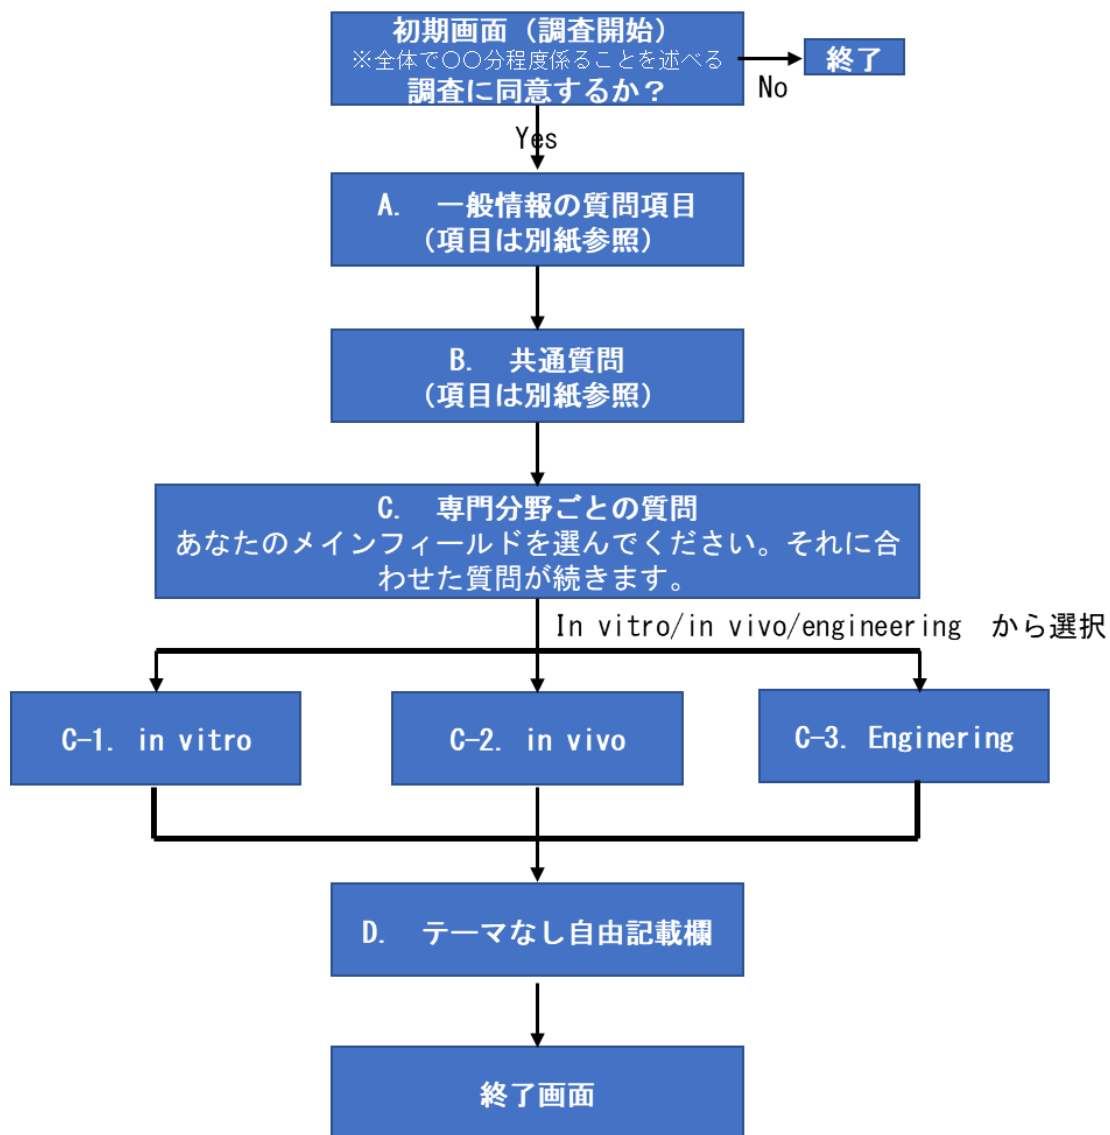 初期画面（調査開始）
※全体で〇〇分程度係ることを述べる
調査に同意するか？
終了
No
Yes
A.　一般情報の質問項目
（項目は別紙参照）
B.　共通質問
（項目は別紙参照）
C.　専門分野ごとの質問
あなたのメインフィールドを選んでください。それに合
わせた質問が続きます。
In vitro/in vivo/engineering　から選択
C-1. in vitro
C-2. in vivo
C-3. Enginering
D.　テーマなし自由記載欄
終了画面